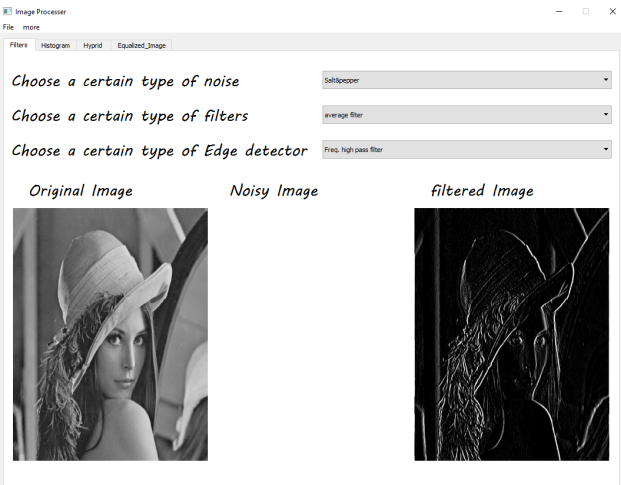 Image Processer
File more
Filters Histogram Hyprid Equalized_Image
Choose a certain type of noise Salt&pepper
Choose a certain type of filters average filter
Choose a certain type of Edge detector Freq. high pass filter
Original Image Noisy Image filtered Image